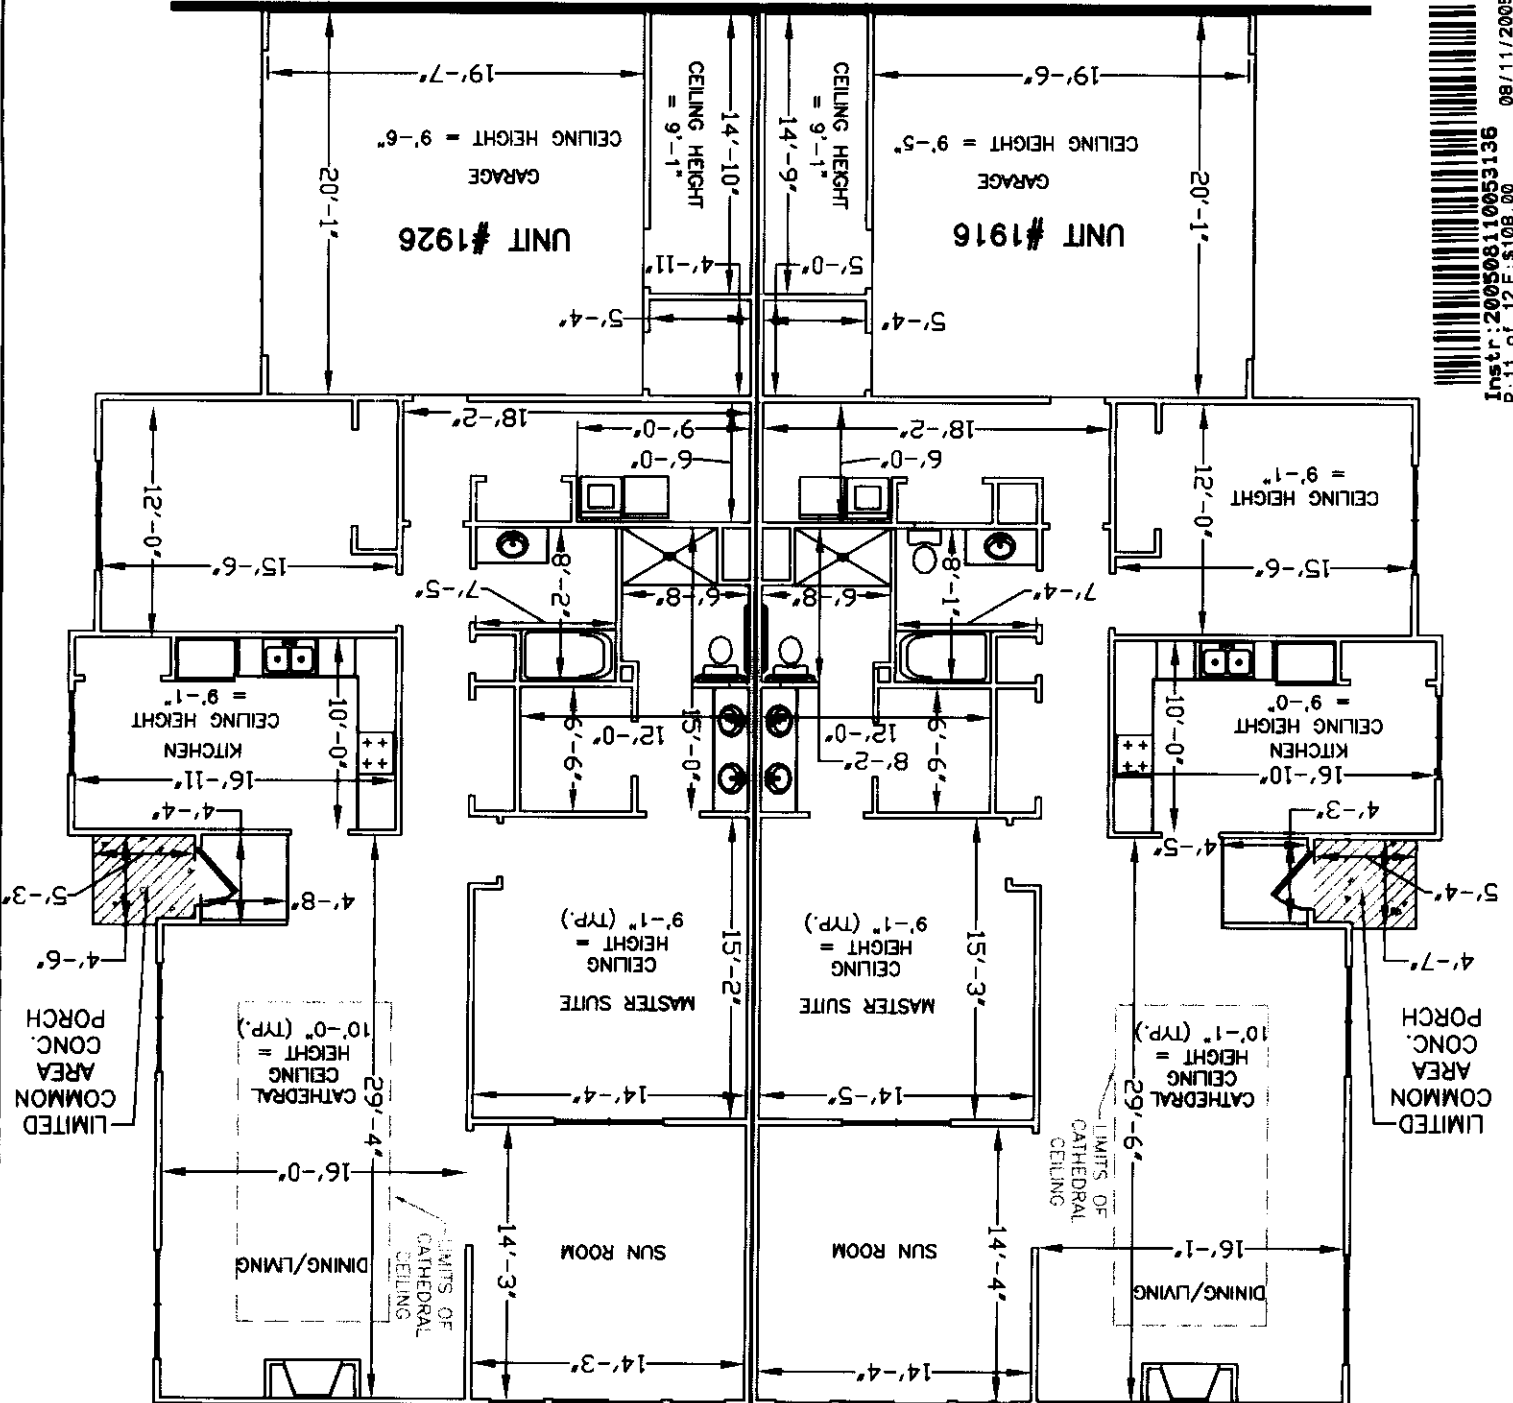 SUN ROOM
14'-4"
14'-4"
DINING/LIVING
16'-1"
LIMITS OF
CATHEDRAL
CEILING
29'-6"
CATHEDRAL
CEILING
HEIGHT =
10'-1" (TYP.)
LIMITED
COMMON
AREA
CONC.
PORCH
4'-7"
5'-4"
4'-5"
4'-3"
14'-5"
MASTER SUITE
CEILING
HEIGHT =
9'-1" (TYP.)
15'-3"
16'-10"
KITCHEN
CEILING HEIGHT
= 9'-0"
10'-0"
8'-2"
12'-0"
6'-6"
7'-4"
6'-8"
8'-1"
15'-6"
12'-0"
CEILING HEIGHT
= 9'-1"
6'-0"
18'-2"
5'-4"
5'-0"
UNIT #1916
GARAGE
CEILING HEIGHT = 9'-5"
20'-1"
19'-6"
14'-9"
CEILING HEIGHT
= 9'-1"
14'-3"
SUN ROOM
14'-3"
DINING/LIVING
LIMITS OF
CATHEDRAL
CEILING
16'-0"
29'-4"
CATHEDRAL
CEILING
HEIGHT =
10'-0" (TYP.)
LIMITED
COMMON
AREA
CONC.
PORCH
4'-6"
5'-3"
4'-8"
4'-4"
14'-4"
MASTER SUITE
CEILING
HEIGHT =
9'-1" (TYP.)
15'-2"
16'-11"
KITCHEN
CEILING HEIGHT
= 9'-1"
10'-0"
15'-0"
12'-0"
6'-6"
7'-5"
6'-8"
8'-2"
15'-6"
12'-0"
6'-0"
9'-0"
18'-2"
5'-4"
4'-11"
UNIT #1926
GARAGE
CEILING HEIGHT = 9'-6"
20'-1"
19'-7"
14'-10"
CEILING HEIGHT
= 9'-1"
Instr:200508110053136
P:11 of 12 F:$108.00
08/11/2005